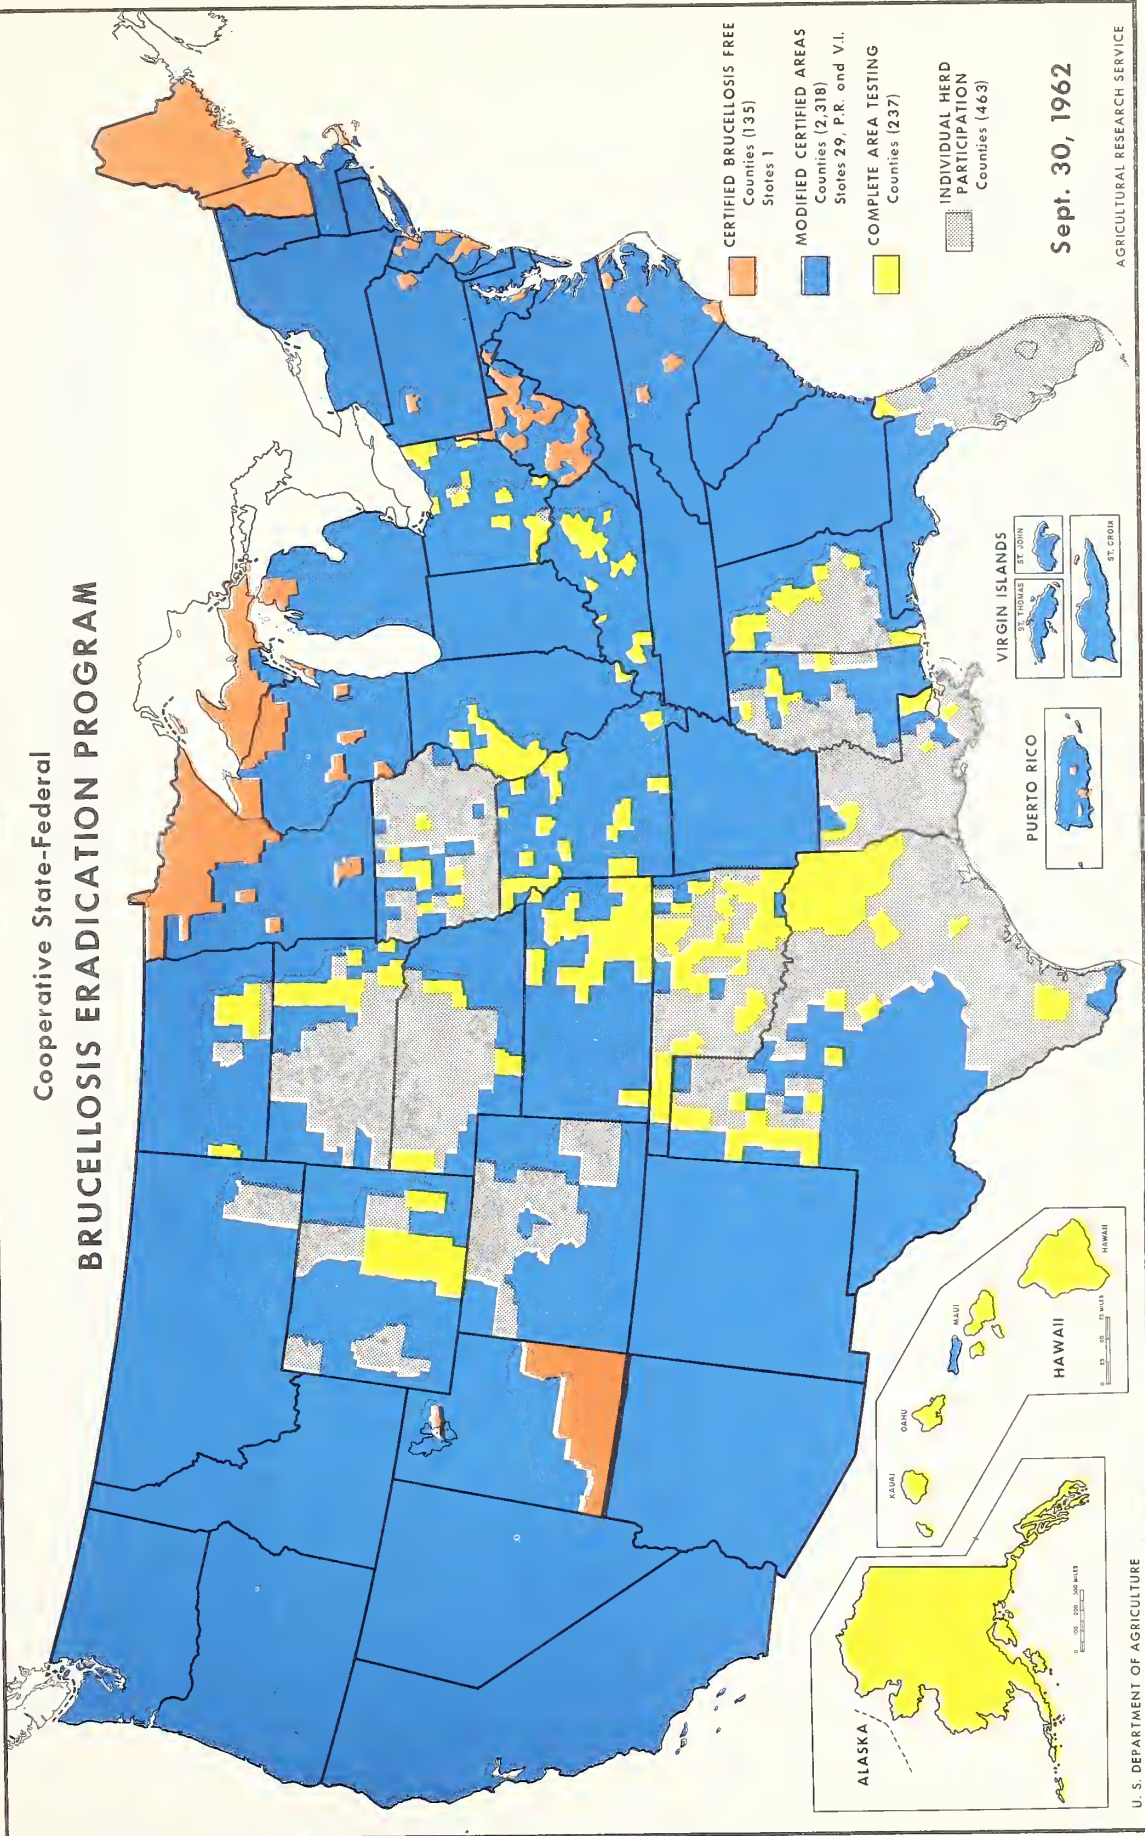 Cooperative State-Federal
BRUCELLOSIS ERADICATION PROGRAM
CERTIFIED BRUCELLOSIS FREE
Counties (135)
States 1
MODIFIED CERTIFIED AREAS
Counties (2,318)
States 29, P.R. and V.I.
COMPLETE AREA TESTING
Counties (237)
INDIVIDUAL HERD
PARTICIPATION
Counties (463)
Sept. 30, 1962
AGRICULTURAL RESEARCH SERVICE
VIRGIN ISLANDS
ST. THOMAS
ST. JOHN
ST. CROIX
PUERTO RICO
HAWAII
KAUAI
OAHU
MAUI
HAWAII
ALASKA
U. S. DEPARTMENT OF AGRICULTURE